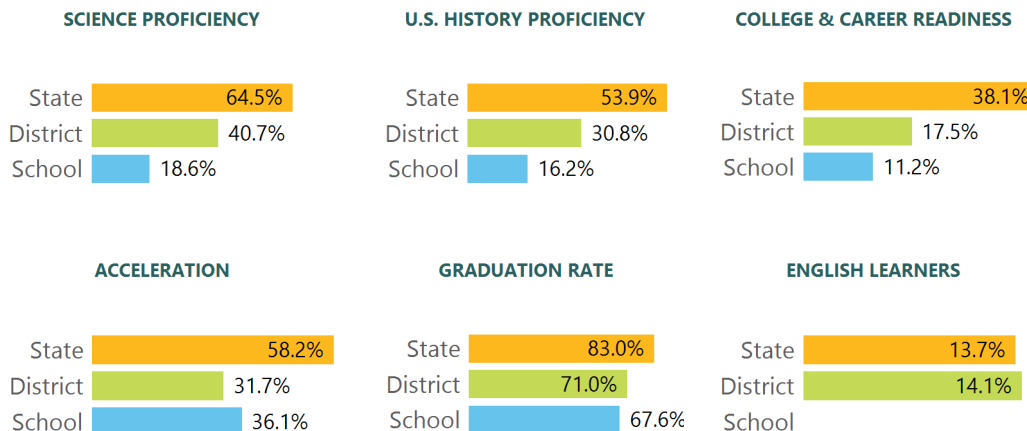 SCIENCE PROFICIENCY
State 64.5%
District 40.7%
School 18.6%
U.S. HISTORY PROFICIENCY
State 53.9%
District 30.8%
School 16.2%
COLLEGE & CAREER READINESS
State 38.1%
District 17.5%
School 11.2%
ACCELERATION
State 58.2%
District 31.7%
School 36.1%
GRADUATION RATE
State 83.0%
District 71.0%
School 67.6%
ENGLISH LEARNERS
State 13.7%
District 14.1%
School